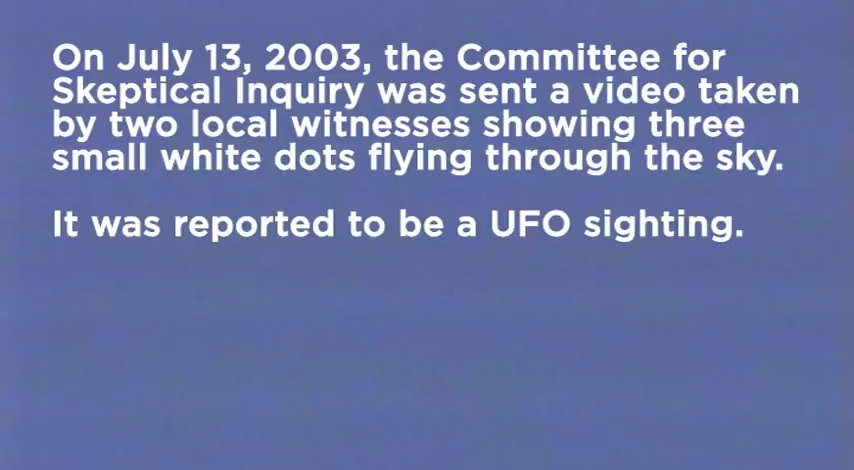 On July 13, 2003, the Committee for
Skeptical Inquiry was sent a video taken
by two local witnesses showing three
small white dots flying through the sky.
It was reported to be a UFO sighting.